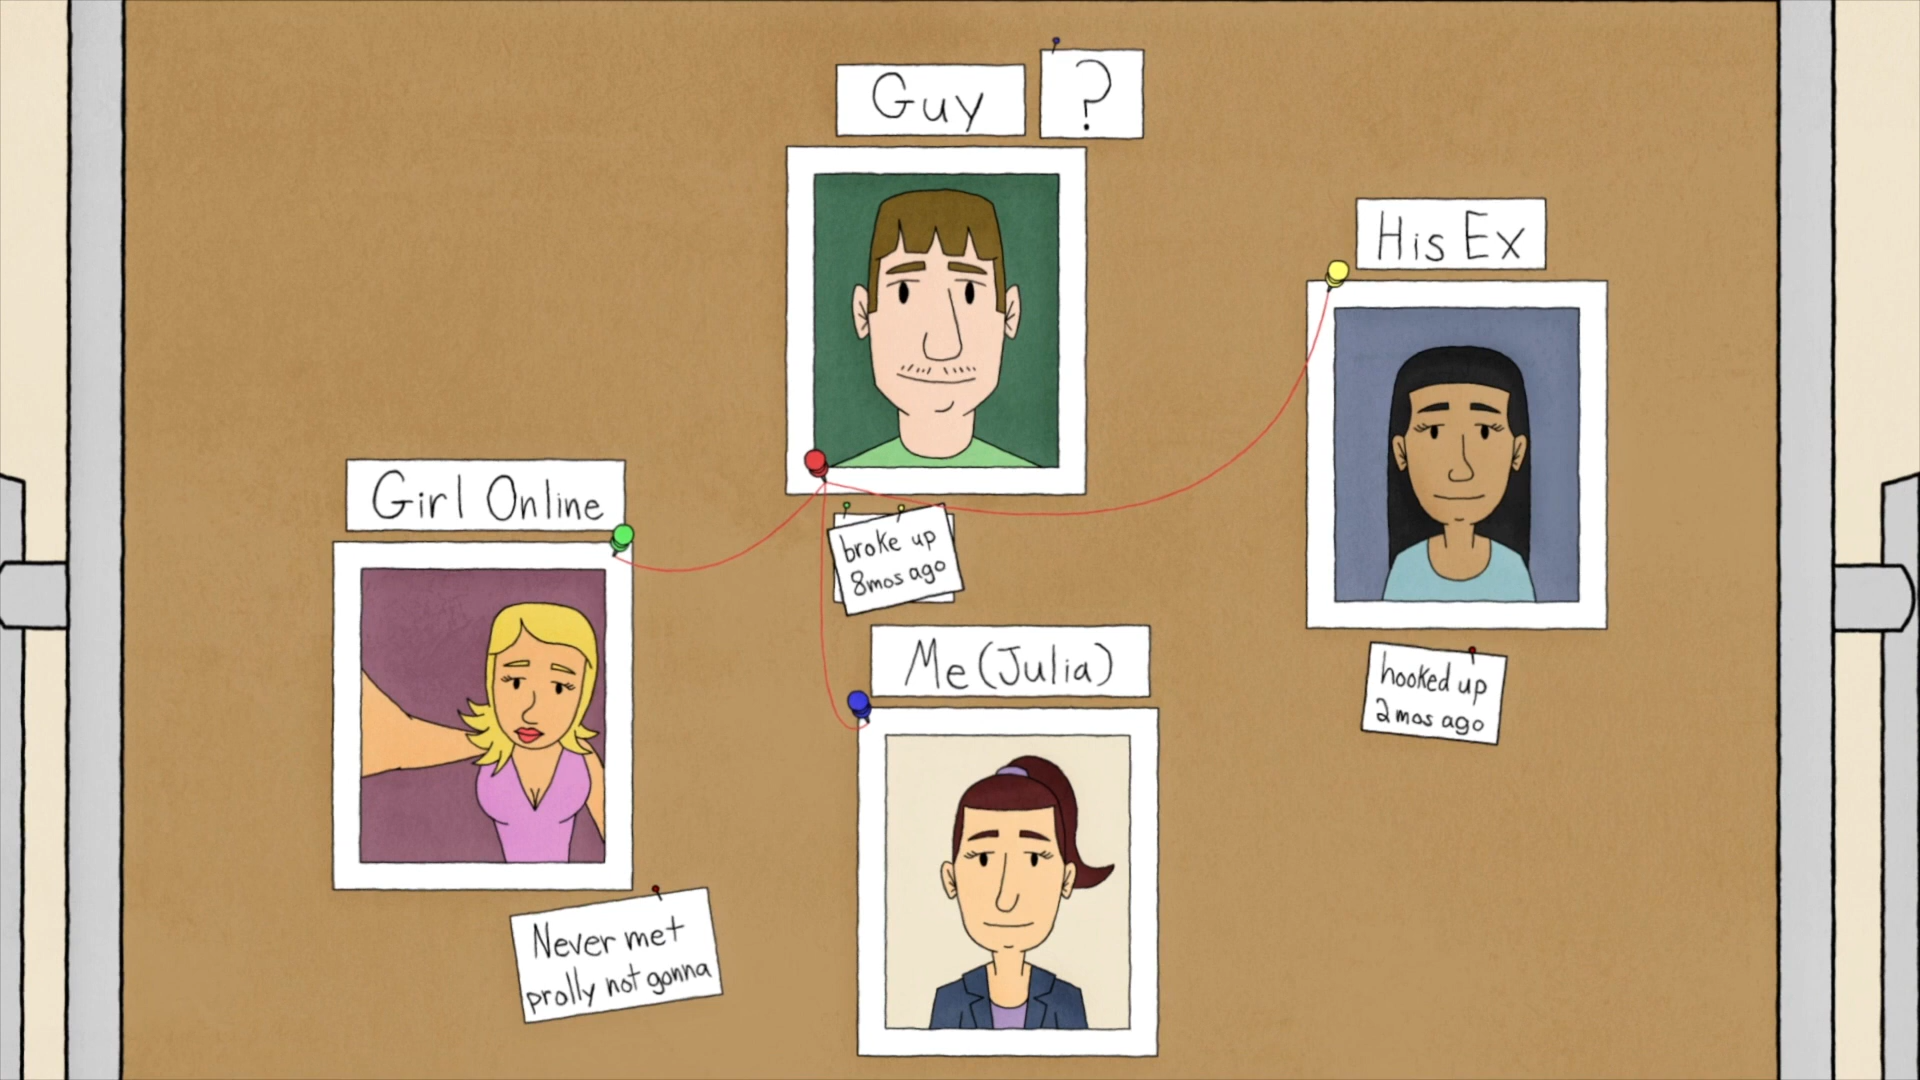 Guy
?
His Ex
Girl Online
broke up
8mos ago
Me (Julia)
hooked up
2mos ago
Never met
prolly not gonna